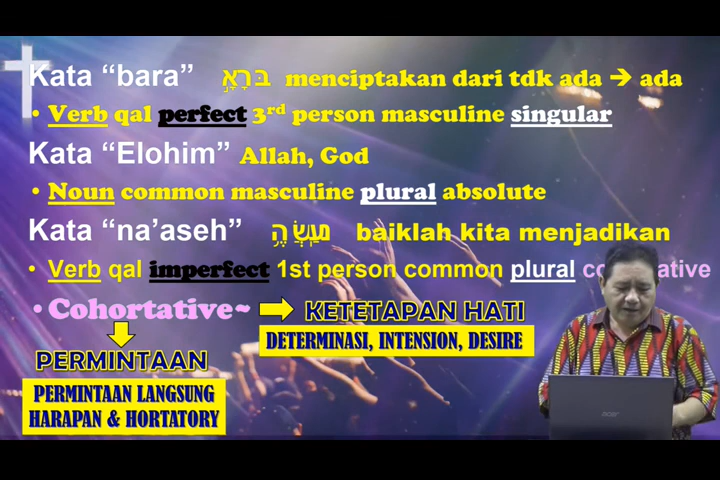 Kata “bara” בָּרָ֣א menciptakan dari tdk ada → ada
• Verb qal perfect 3rd person masculine singular
Kata “Elohim” Allah, God
• Noun common masculine plural absolute
Kata “na’aseh” baiklah kita menjadikan
• Verb qal imperfect 1st person common plural
• Cohortative~ KETETAPAN HATI
DETERMINASI, INTENSION, DESIRE
PERMINTAAN
PERMINTAAN LANGSUNG
HARAPAN & HORTATORY
acer